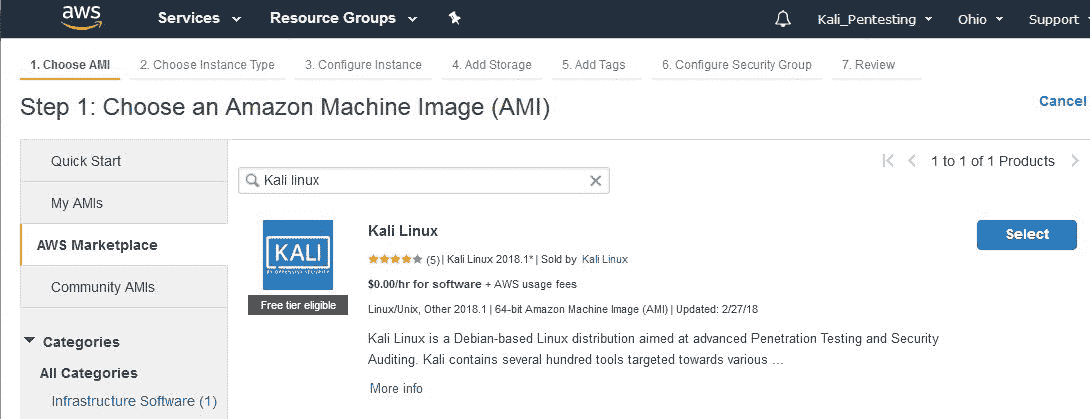 aws Services Resource Groups Kali_Pentesting Ohio Support
1. Choose AMI 2. Choose Instance Type 3. Configure Instance 4. Add Storage 5. Add Tags 6. Configure Security Group 7. Review
Step 1: Choose an Amazon Machine Image (AMI) Cancel
Quick Start
My AMIs
AWS Marketplace
Community AMIs
Categories
All Categories
Infrastructure Software (1)
1 to 1 of 1 Products
Kali linux
KALI
BY OFFENSIVE SECURITY
Free tier eligible
Kali Linux
(5) | Kali Linux 2018.1* | Sold by Kali Linux
$0.00/hr for software + AWS usage fees
Linux/Unix, Other 2018.1 | 64-bit Amazon Machine Image (AMI) | Updated: 2/27/18
Kali Linux is a Debian-based Linux distribution aimed at advanced Penetration Testing and Security
Auditing. Kali contains several hundred tools targeted towards various ...
More info
Select